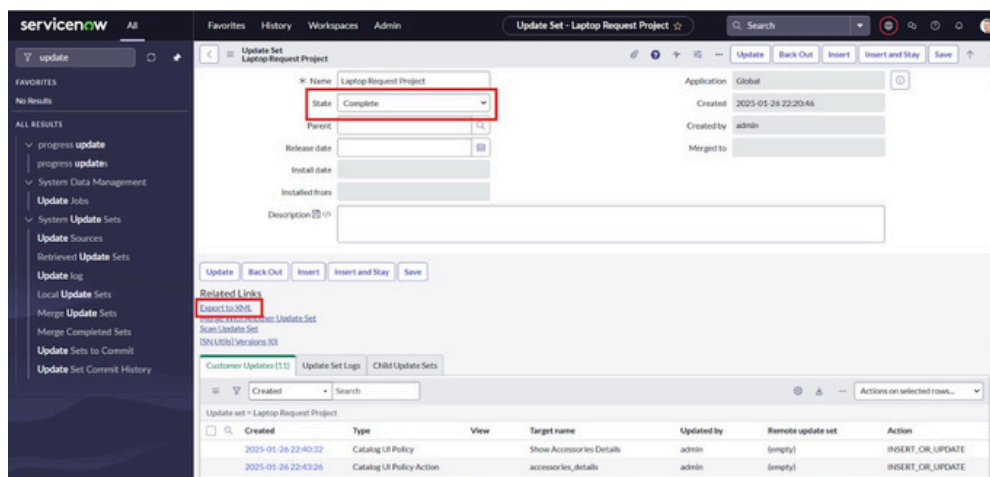 servicenow All Favorites History Workspaces Admin Update Set - Laptop Request Project ☆ Search
update
FAVORITES
No Results
ALL RESULTS
progress update
progress updates
System Data Management
Update Jobs
System Update Sets
Update Sources
Retrieved Update Sets
Update log
Local Update Sets
Merge Update Sets
Merge Completed Sets
Update Sets to Commit
Update Set Commit History
Update Set
Laptop Request Project
Update Back Out Insert Insert and Stay Save
* Name Laptop Request Project
State Complete
Parent
Release date
Install date
Installed from
Description
Application Global
Created 2025-01-26 22:20:46
Created by admin
Merged to
Update Back Out Insert Insert and Stay Save
Related Links
Export to XML
Merge With Another Update Set
Scan Update Set
[SN Utils] Versions (0)
Customer Updates (11) Update Set Logs Child Update Sets
Created Search Actions on selected rows...
Update set = Laptop Request Project
Created Type View Target name Updated by Remote update set Action
2025-01-26 22:40:32 Catalog UI Policy Show Accessories Details admin (empty) INSERT_OR_UPDATE
2025-01-26 22:43:26 Catalog UI Policy Action accessories_details admin (empty) INSERT_OR_UPDATE